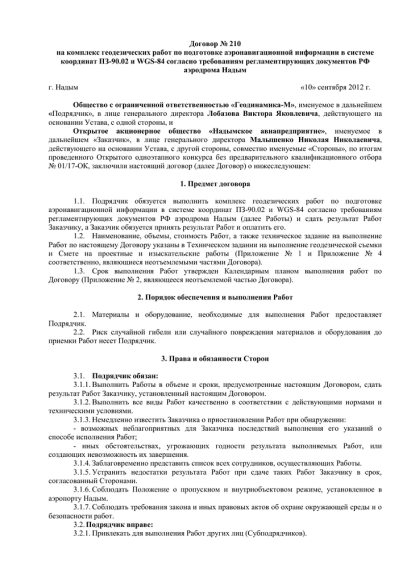 Договор № 210
на комплекс геодезических работ по подготовке аэронавигационной информации в системе
координат ПЗ-90.02 и WGS-84 согласно требованиям регламентирующих документов РФ
аэродрома Надым
г. Надым «10» сентября 2012 г.
Общество с ограниченной ответственностью «Геодинамика-М», именуемое в дальнейшем
«Подрядчик», в лице генерального директора Лобазова Виктора Яковлевича, действующего на
основании Устава, с одной стороны, и
Открытое акционерное общество «Надымское авиапредприятие», именуемое в
дальнейшем «Заказчик», в лице генерального директора Малышенко Николая Николаевича,
действующего на основании Устава, с другой стороны, совместно именуемые «Стороны», по итогам
проведенного Открытого одноэтапного конкурса без предварительного квалификационного отбора
№ 01/17-ОК, заключили настоящий договор (далее Договор) о нижеследующем:
1. Предмет договора
1.1. Подрядчик обязуется выполнить комплекс геодезических работ по подготовке
аэронавигационной информации в системе координат ПЗ-90.02 и WGS-84 согласно требованиям
регламентирующих документов РФ аэродрома Надым (далее Работы) и сдать результат Работ
Заказчику, а Заказчик обязуется принять результат Работ и оплатить его.
1.2. Наименование, объемы, стоимость Работ, а также техническое задание на выполнение
Работ по настоящему Договору указаны в Техническом задании на выполнение геодезической съемки
и Смете на проектные и изыскательские работы (Приложение № 1 и Приложение № 4
соответственно, являющиеся неотъемлемыми частями Договора).
1.3. Срок выполнения Работ утвержден Календарным планом выполнения работ по
Договору (Приложение № 2, являющееся неотъемлемой частью Договора).
2. Порядок обеспечения и выполнения Работ
2.1. Материалы и оборудование, необходимые для выполнения Работ предоставляет
Подрядчик.
2.2. Риск случайной гибели или случайного повреждения материалов и оборудования до
приемки Работ несет Подрядчик.
3. Права и обязанности Сторон
3.1. Подрядчик обязан:
3.1.1. Выполнить Работы в объеме и сроки, предусмотренные настоящим Договором, сдать
результат Работ Заказчику, установленный настоящим Договором.
3.1.2. Выполнить все виды Работ качественно в соответствии с действующими нормами и
техническими условиями.
3.1.3. Немедленно известить Заказчика о приостановлении Работ при обнаружении:
- возможных неблагоприятных для Заказчика последствий выполнения его указаний о
способе исполнения Работ;
- иных обстоятельствах, угрожающих годности результата выполняемых Работ, или
создающих невозможность их завершения.
3.1.4. Заблаговременно представить список всех сотрудников, осуществляющих Работы.
3.1.5. Устранить недостатки результата Работ при сдаче таких Работ Заказчику в срок,
согласованный Сторонами.
3.1.6. Соблюдать Положение о пропускном и внутриобъектовом режиме, установленное в
аэропорту Надым.
3.1.7. Соблюдать требования закона и иных правовых актов об охране окружающей среды и о
безопасности работ.
3.2. Подрядчик вправе:
3.2.1. Привлекать для выполнения Работ других лиц (Субподрядчиков).